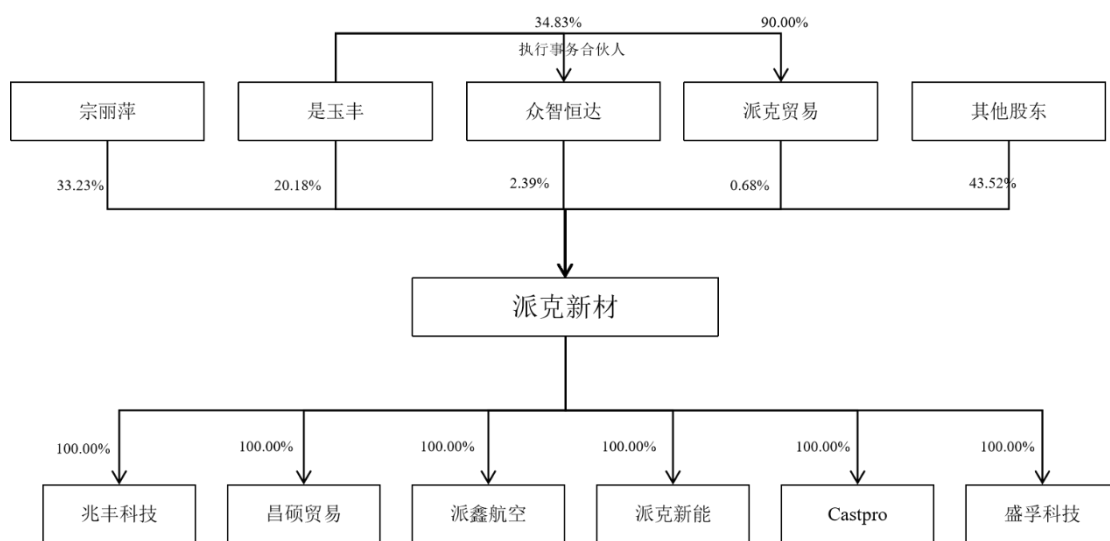 34.83%
90.00%
执行事务合伙人
宗丽萍
是玉丰
众智恒达
派克贸易
其他股东
33.23%
20.18%
2.39%
0.68%
43.52%
派克新材
100.00%
100.00%
100.00%
100.00%
100.00%
100.00%
兆丰科技
昌硕贸易
派鑫航空
派克新能
Castpro
盛孚科技